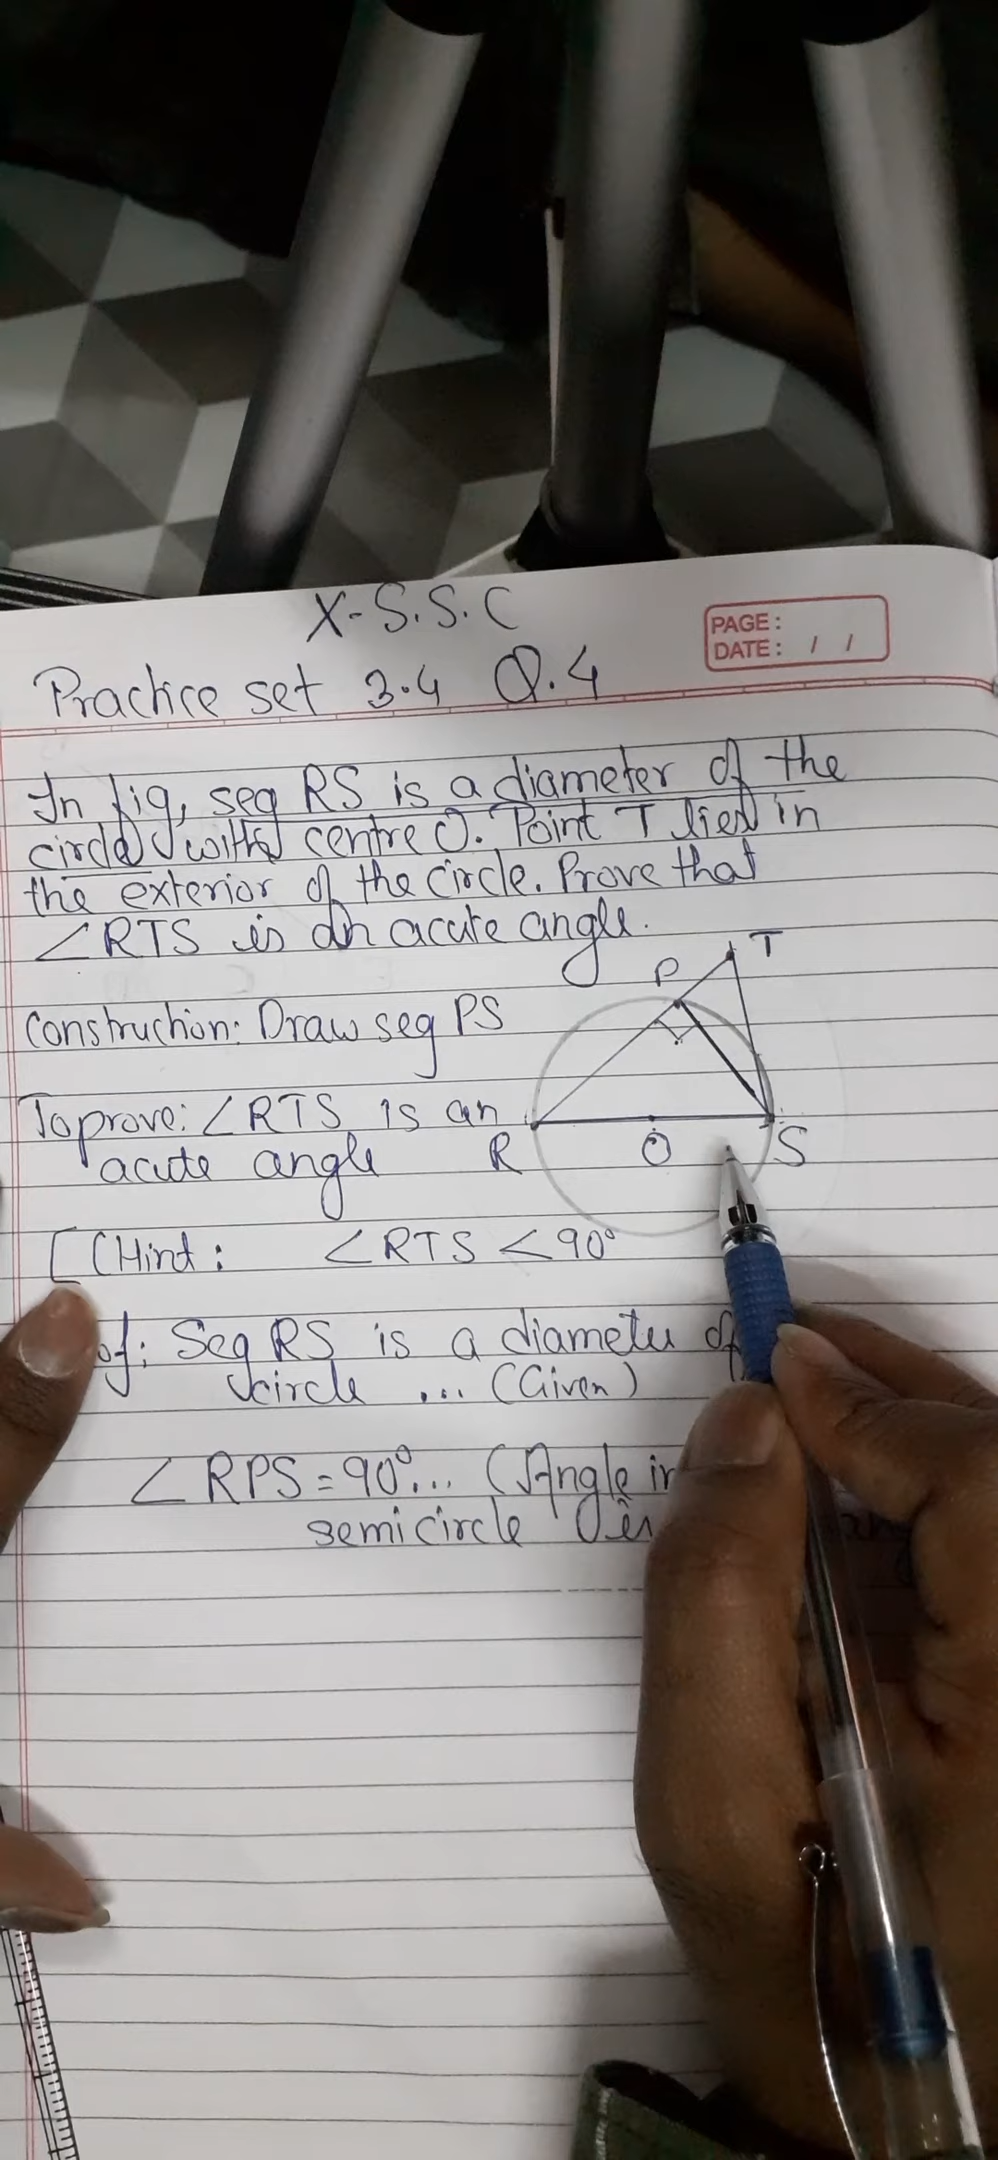 X-S.S.C
PAGE:
DATE: / /
Practice set 3.4 Q.4
In fig, seg RS is a diameter of the
circle with centre O. Point T lies in
the exterior of the circle. Prove that
∠RTS is an acute angle.
T
P
Construction: Draw seg PS
To prove: ∠RTS is an
acute angle
R O S
[(Hint: ∠RTS < 90°
of: Seg RS is a diameter of
circle ... (Given)
∠RPS = 90°... (Angle in
semicircle is